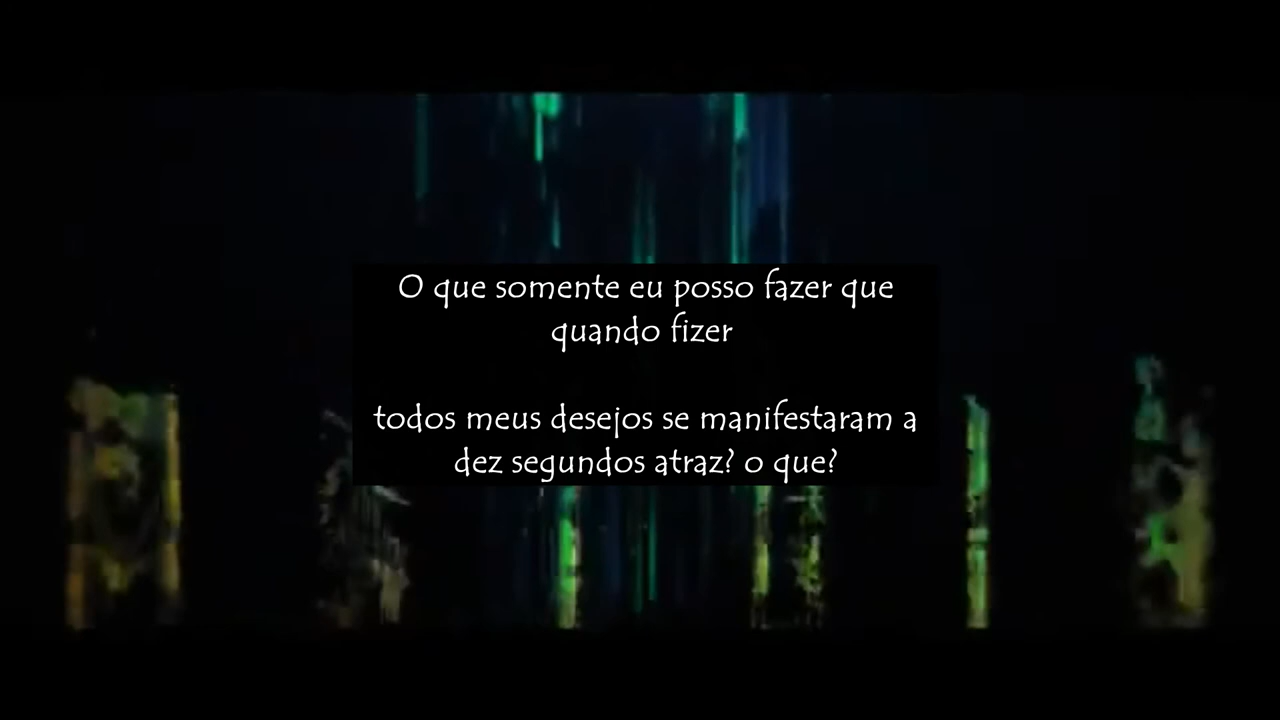 O que somente eu posso fazer que
quando fizer
todos meus desejos se manifestaram a
dez segundos atraz? o que?